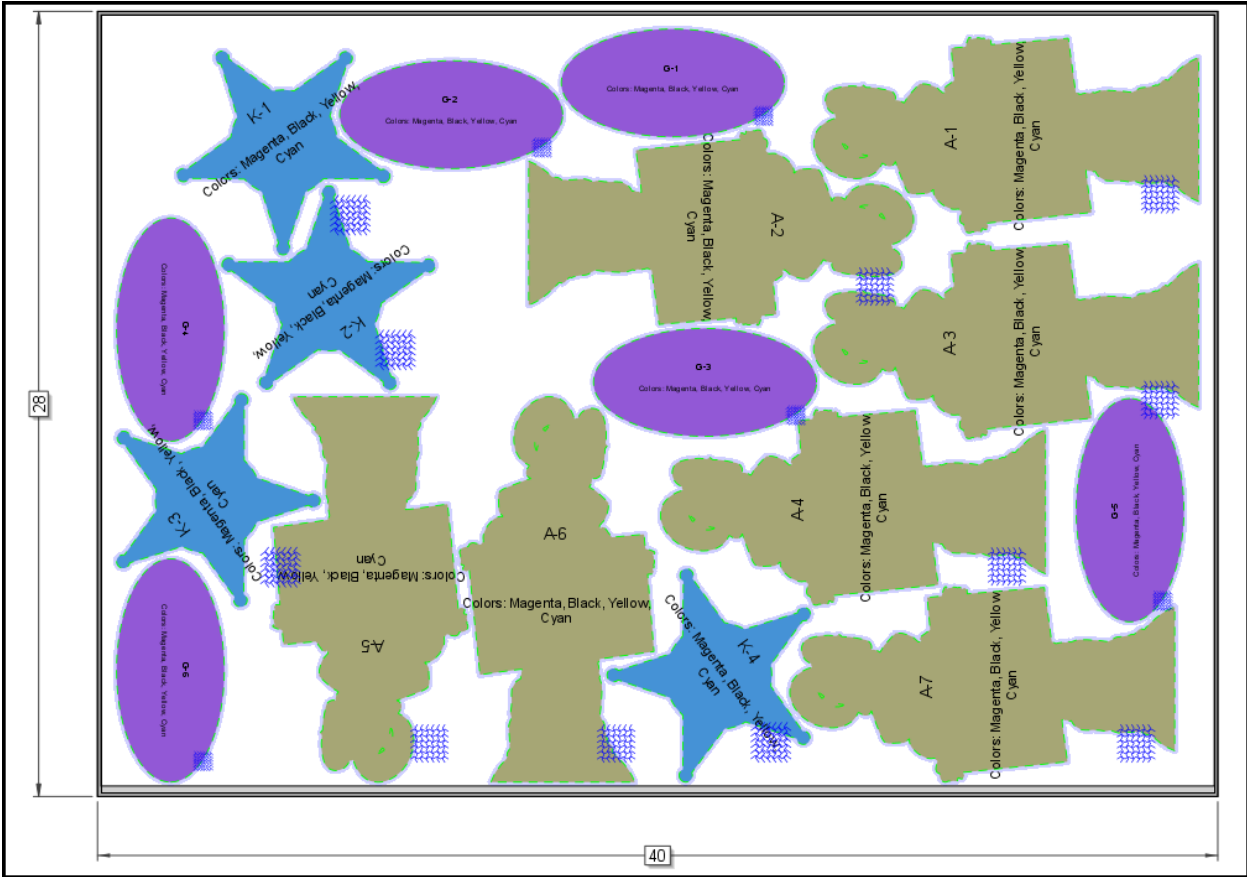 G-1
Colors: Magenta, Black, Yellow, Cyan
G-2
Colors: Magenta, Black, Yellow, Cyan
K-1
Colors: Magenta, Black, Yellow,
Cyan
A-1
Colors: Magenta, Black, Yellow,
Cyan
A-2
Colors: Magenta, Black, Yellow,
Cyan
K-2
Colors: Magenta, Black, Yellow,
Cyan
G-4
Colors: Magenta, Black, Yellow, Cyan
A-3
Colors: Magenta, Black, Yellow,
Cyan
G-3
Colors: Magenta, Black, Yellow, Cyan
28
K-3
Colors: Magenta, Black, Yellow,
Cyan
A-4
Colors: Magenta, Black, Yellow,
Cyan
G-5
Colors: Magenta, Black, Yellow, Cyan
A-6
Colors: Magenta, Black, Yellow,
Cyan
A-5
Colors: Magenta, Black, Yellow,
Cyan
G-6
Colors: Magenta, Black, Yellow, Cyan
K-4
Colors: Magenta, Black, Yellow,
Cyan
A-7
Colors: Magenta, Black, Yellow,
Cyan
40